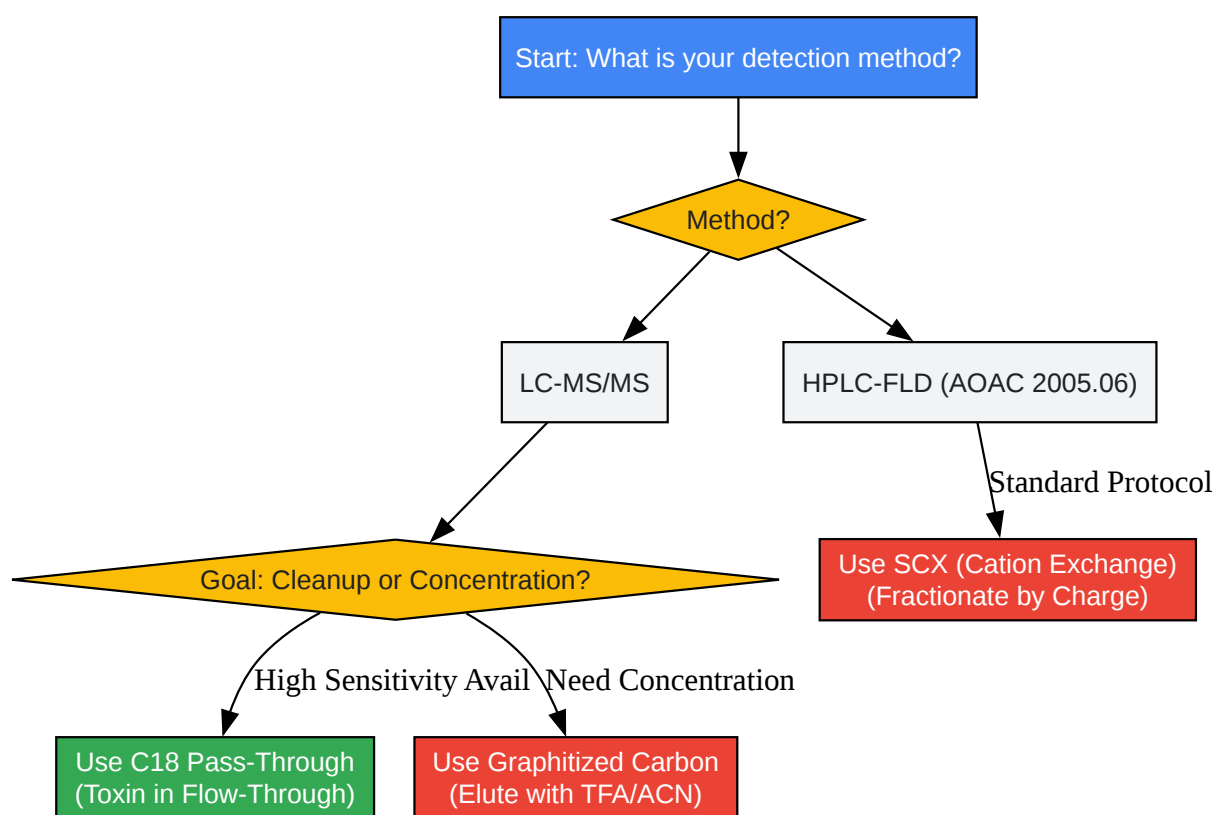 Start: What is your detection method?
Method?
LC-MS/MS
HPLC-FLD (AOAC 2005.06)
Standard Protocol
Goal: Cleanup or Concentration?
Use SCX (Cation Exchange)
(Fractionate by Charge)
High Sensitivity Avail
Need Concentration
Use C18 Pass-Through
(Toxin in Flow-Through)
Use Graphitized Carbon
(Elute with TFA/ACN)